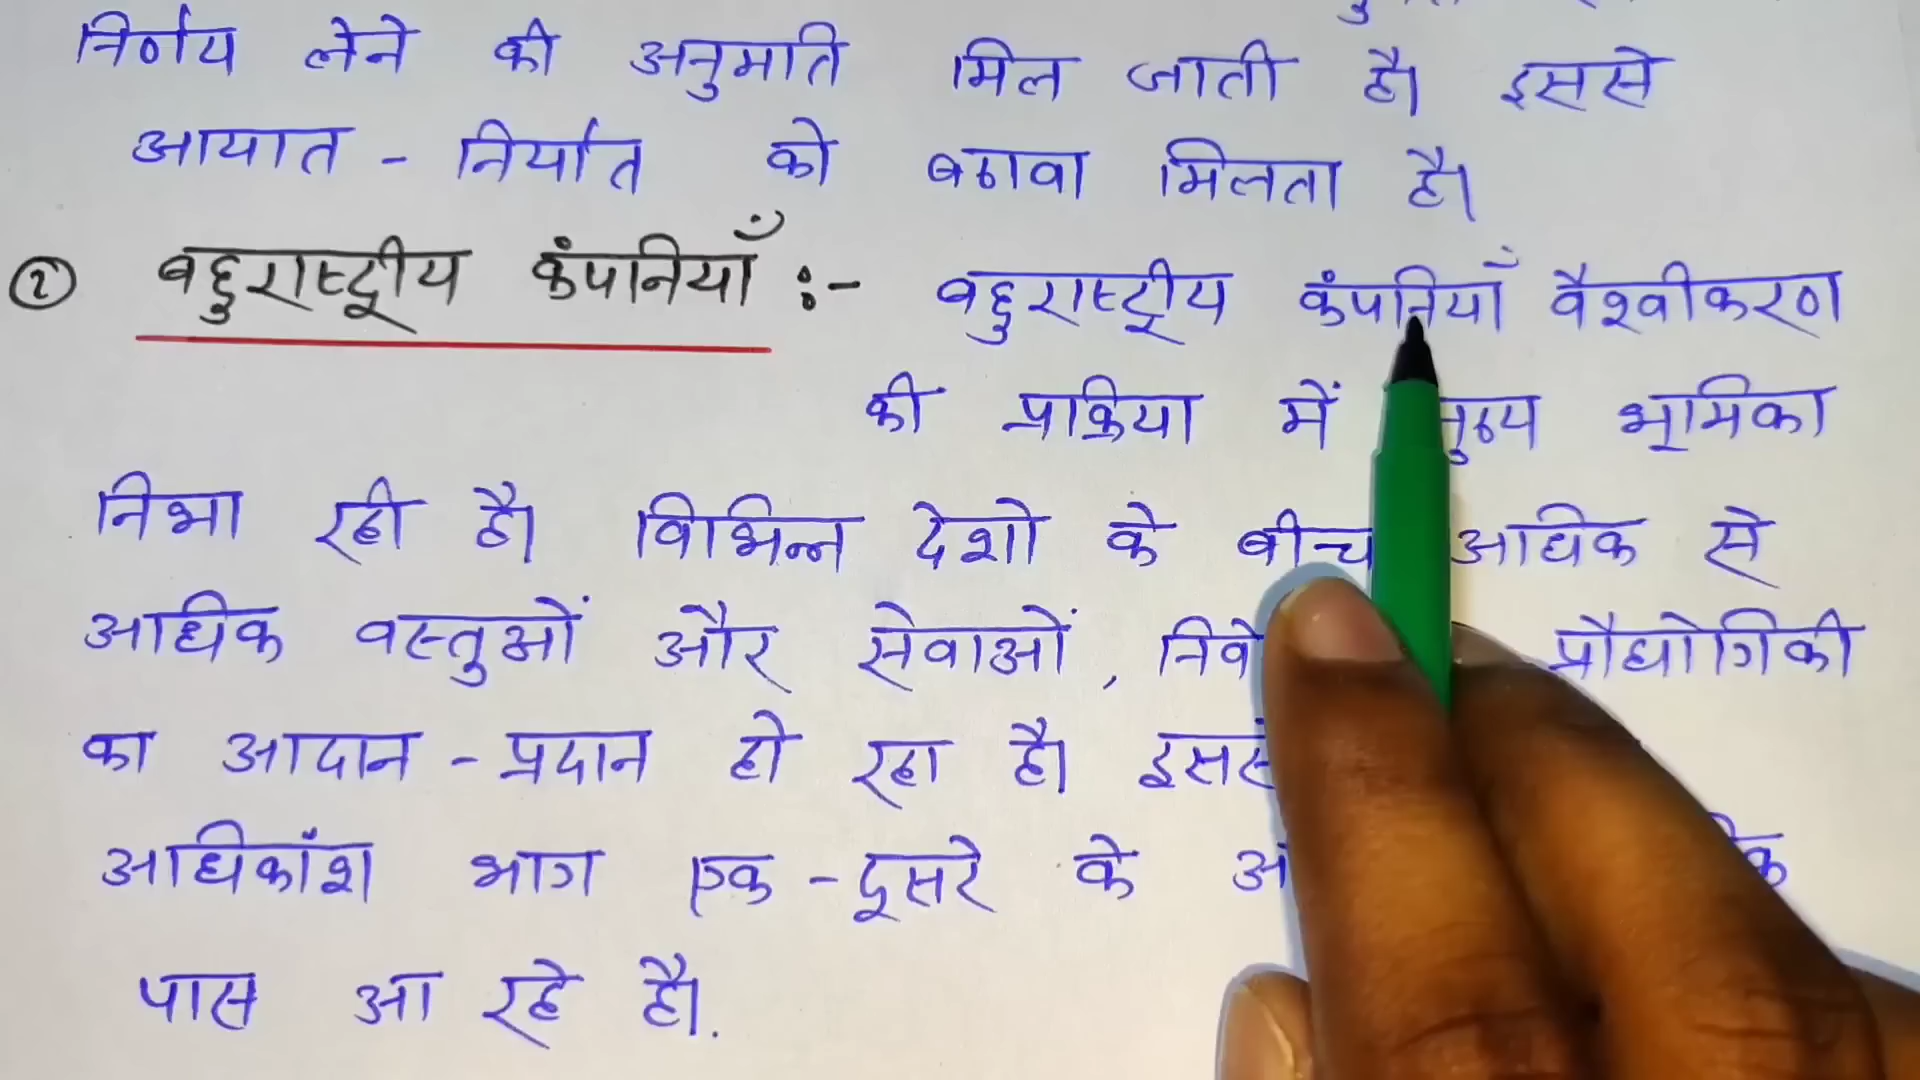 निर्णय लेने की अनुमति मिल जाती है। इससे
आयात - निर्यात को बढावा मिलता है।
② बहुराष्ट्रीय कंपनियाँ :- बहुराष्ट्रीय कंपनियाँ वैश्वीकरण
की प्रक्रिया में भूमिका
निभा रही है। विभिन्न देशो के बीच अधिक से
अधिक वस्तुओं और सेवाओं, प्रौद्योगिकी
का आदान - प्रदान हो रहा है।
अधिकांश भाग एक - दूसरे के
पास आ रहे है।.